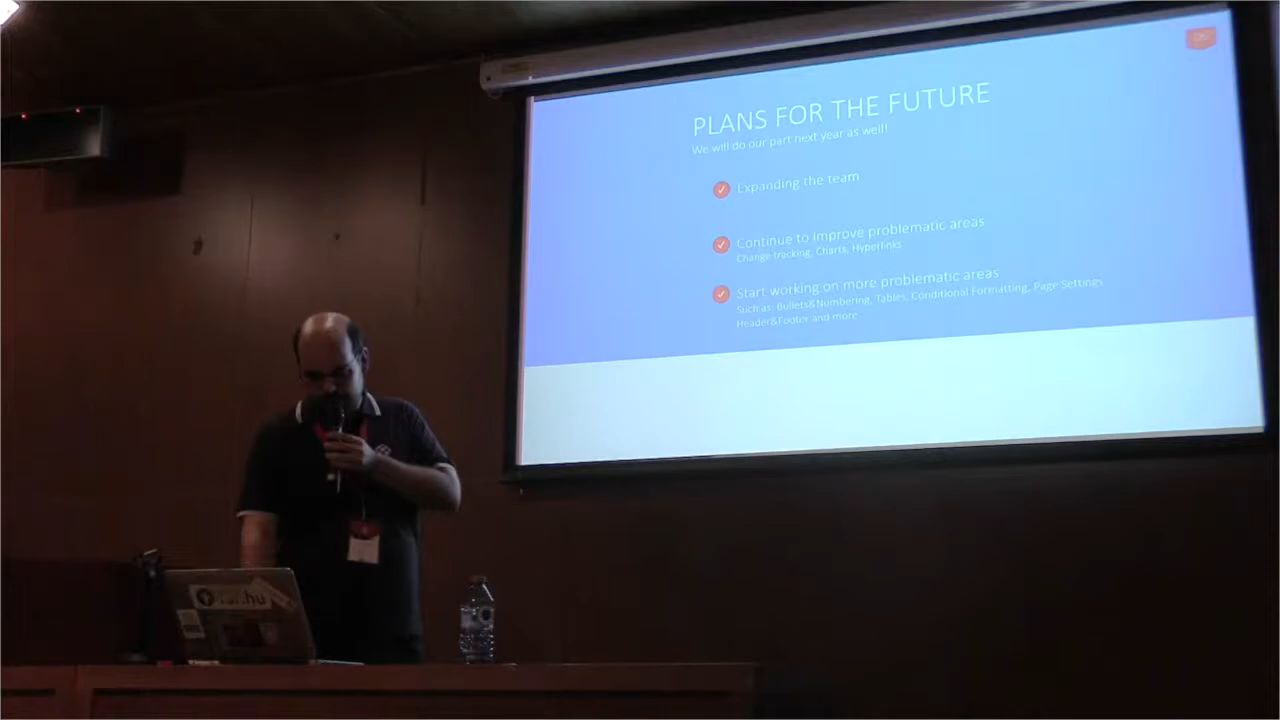 PLANS FOR THE FUTURE
We will do our part next year as well!
Expanding the team
Continue to improve problematic areas
Change tracking, Charts, Hyperlinks
Start working on more problematic areas
Such as: Bullets&Numbering, Tables, Conditional Formatting, Page Settings
Header&Footer and more